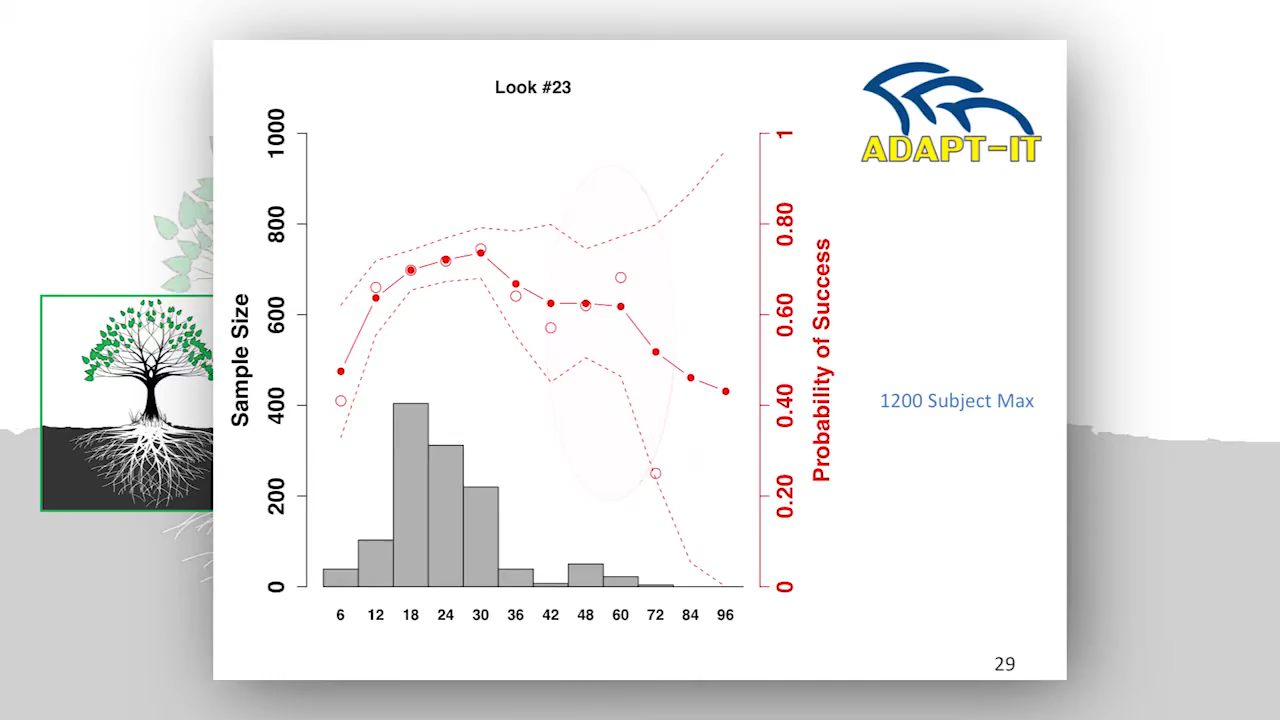 Look #23
ADAPT-IT
Sample Size
1000
800
600
400
200
0
1
0.80
0.60
0.40
0.20
0
Probability of Success
1200 Subject Max
6 12 18 24 30 36 42 48 60 72 84 96
29